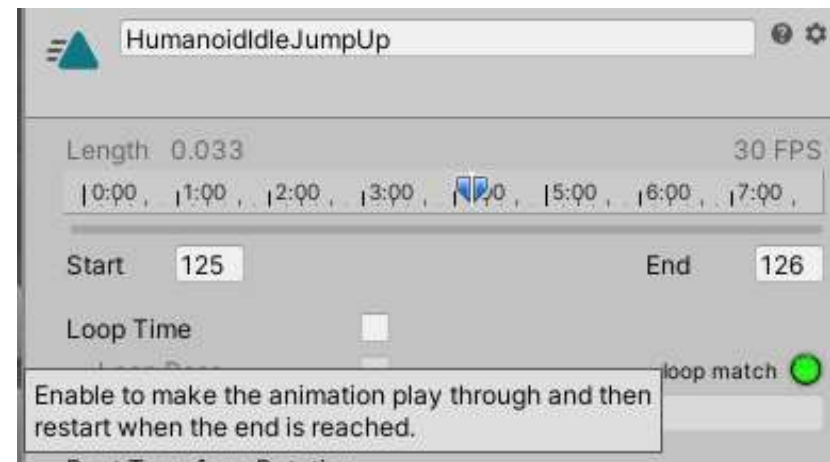 HumanoidIdleJumpUp
Length 0.033 30 FPS
0:00 1:00 2:00 3:00 5:00 6:00 7:00
Start 125 End 126
Loop Time
loop match
Enable to make the animation play through and then
restart when the end is reached.